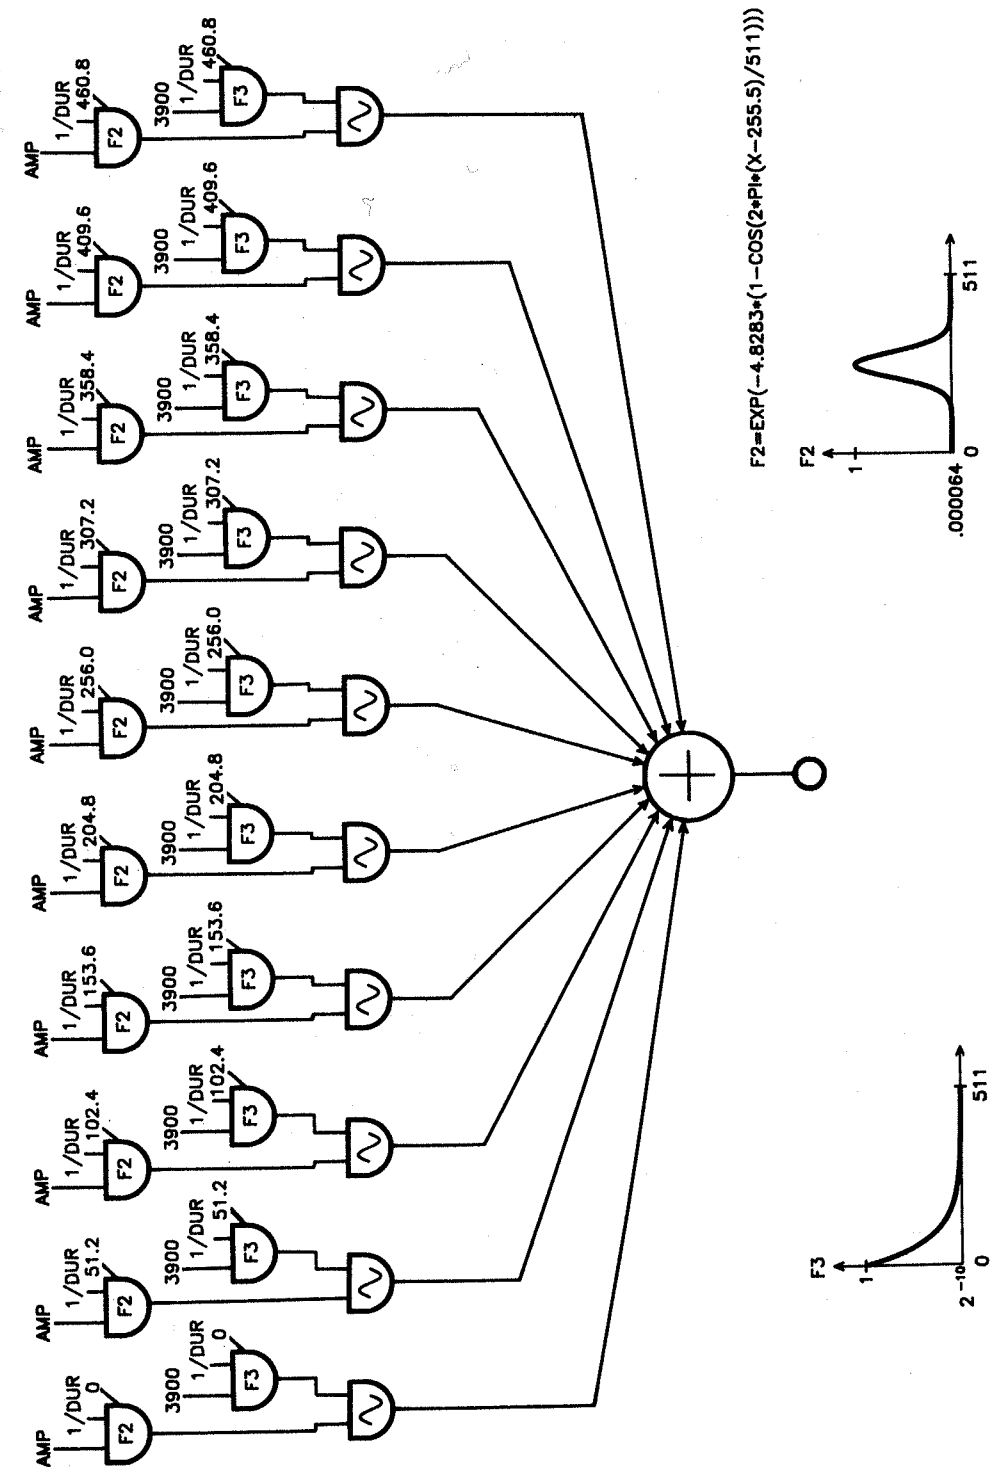 AMP
1/DUR
460.8
F2
3900
1/DUR
460.8
F3
AMP
1/DUR
409.6
F2
3900
1/DUR
409.6
F3
AMP
1/DUR
358.4
F2
3900
1/DUR
358.4
F3
AMP
1/DUR
307.2
F2
3900
1/DUR
307.2
F3
AMP
1/DUR
256.0
F2
3900
1/DUR
256.0
F3
AMP
1/DUR
204.8
F2
3900
1/DUR
204.8
F3
AMP
1/DUR
153.6
F2
3900
1/DUR
153.6
F3
AMP
1/DUR
102.4
F2
3900
1/DUR
102.4
F3
AMP
1/DUR
51.2
F2
3900
1/DUR
51.2
F3
AMP
1/DUR
0
F2
3900
1/DUR
0
F3
F2=EXP(-4.8283*(1-COS(2*PI*(X-255.5)/511)))
F2
1
.000064
0
511
F3
1
2⁻¹⁰
0
511